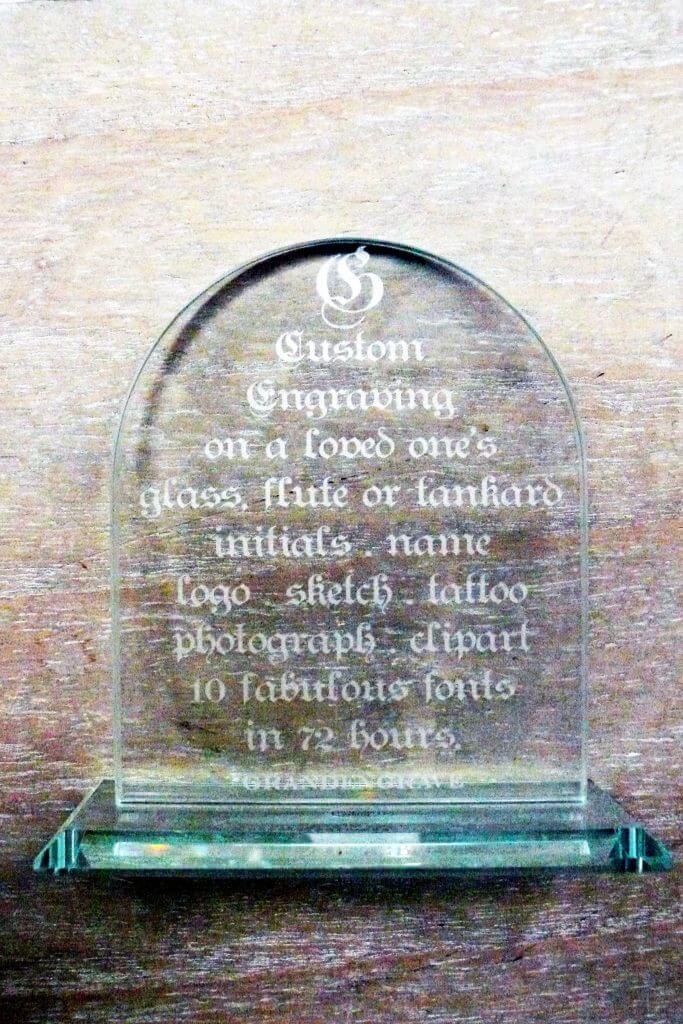 G
Custom
Engraving
on a loved one's
glass, flute or tankard
initials . name
logo sketch . tattoo
photograph . clipart
10 fabulous fonts
in 72 hours.
GRANDENGRAVE